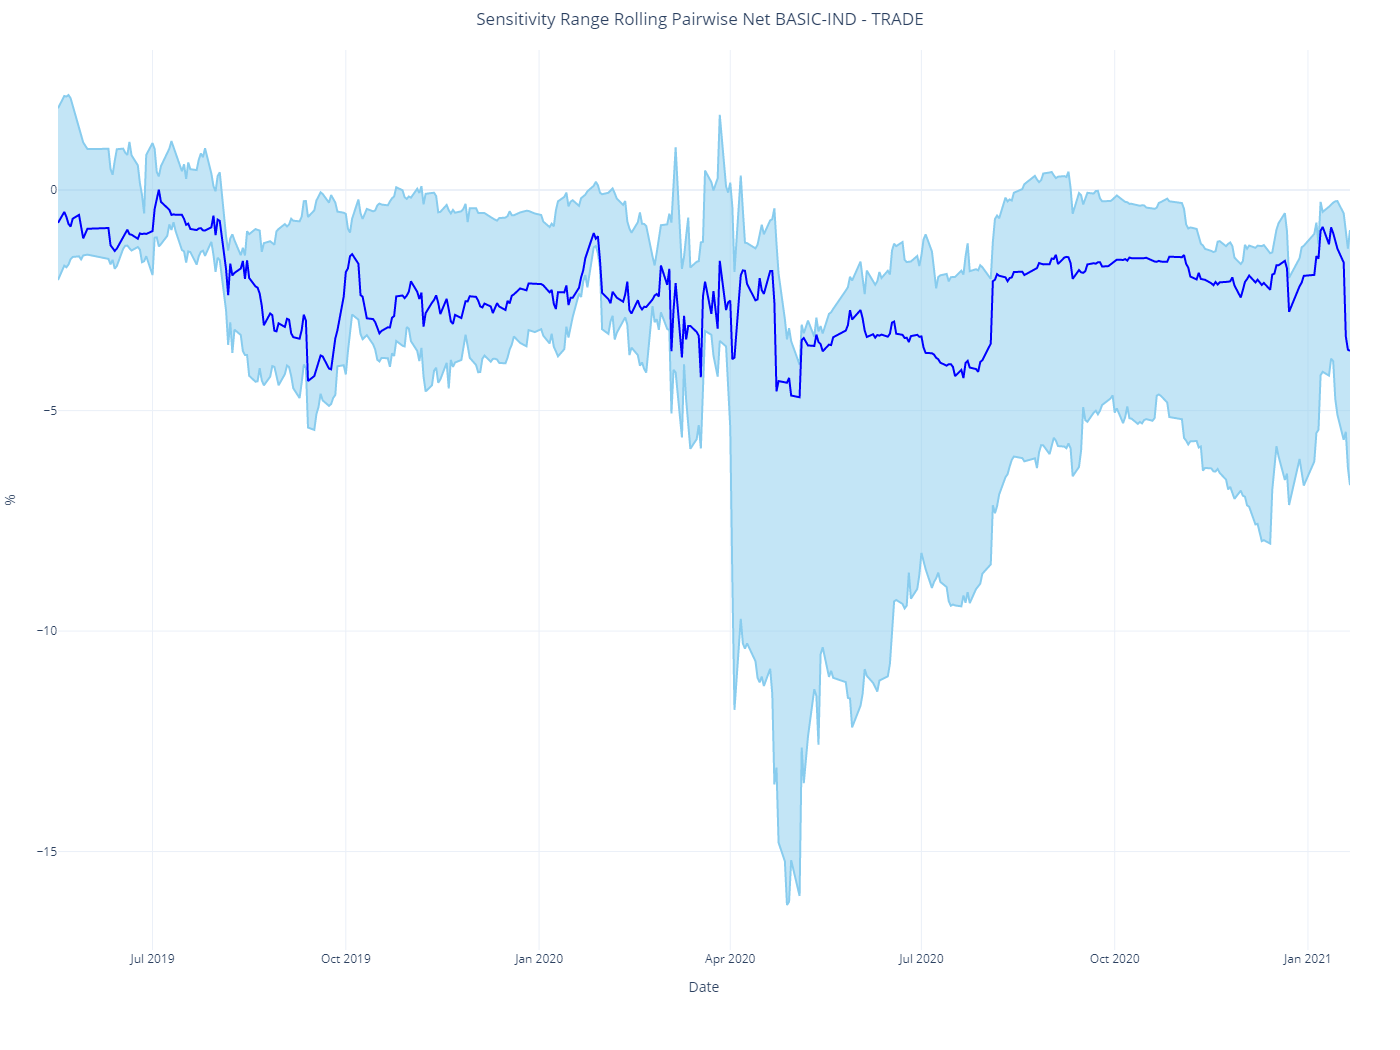 Sensitivity Range Rolling Pairwise Net BASIC-IND - TRADE
0
−5
−10
−15
%
Jul 2019
Oct 2019
Jan 2020
Apr 2020
Jul 2020
Oct 2020
Jan 2021
Date